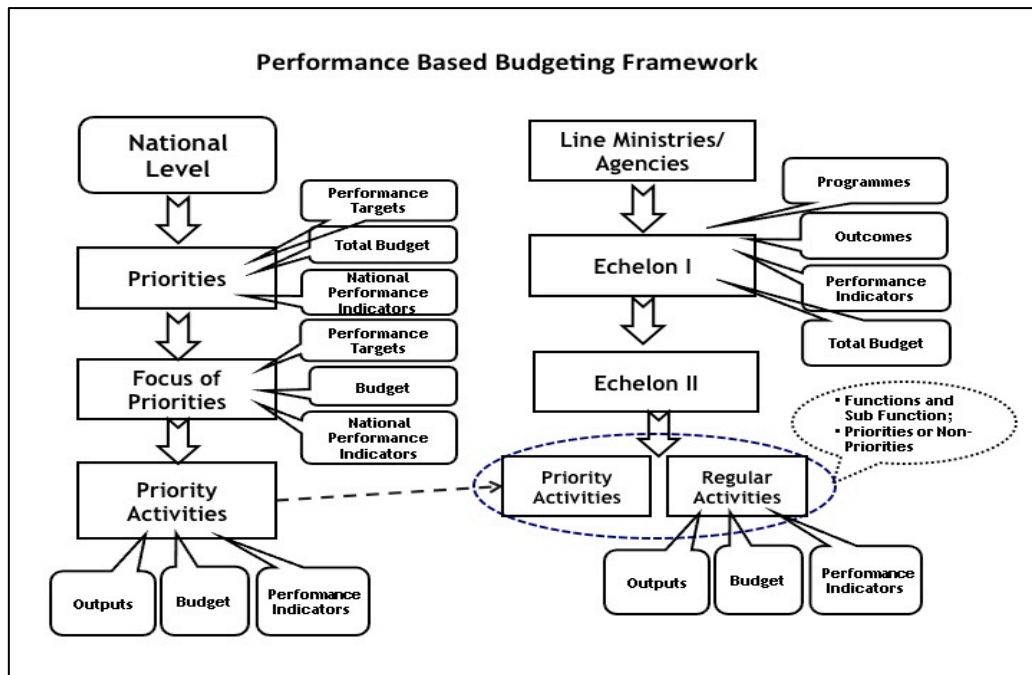 Performance Based Budgeting Framework
National
Level
Performance
Targets
Total Budget
Priorities
National
Performance
Indicators
Performance
Targets
Focus of
Priorities
Budget
National
Performance
Indicators
Priority
Activities
Outputs
Budget
Performance
Indicators
Line Ministries/
Agencies
Programmes
Outcomes
Echelon I
Performance
Indicators
Total Budget
Echelon II
▪ Functions and
Sub Function;
▪ Priorities or Non-
Priorities
Priority
Activities
Regular
Activities
Outputs
Budget
Performance
Indicators